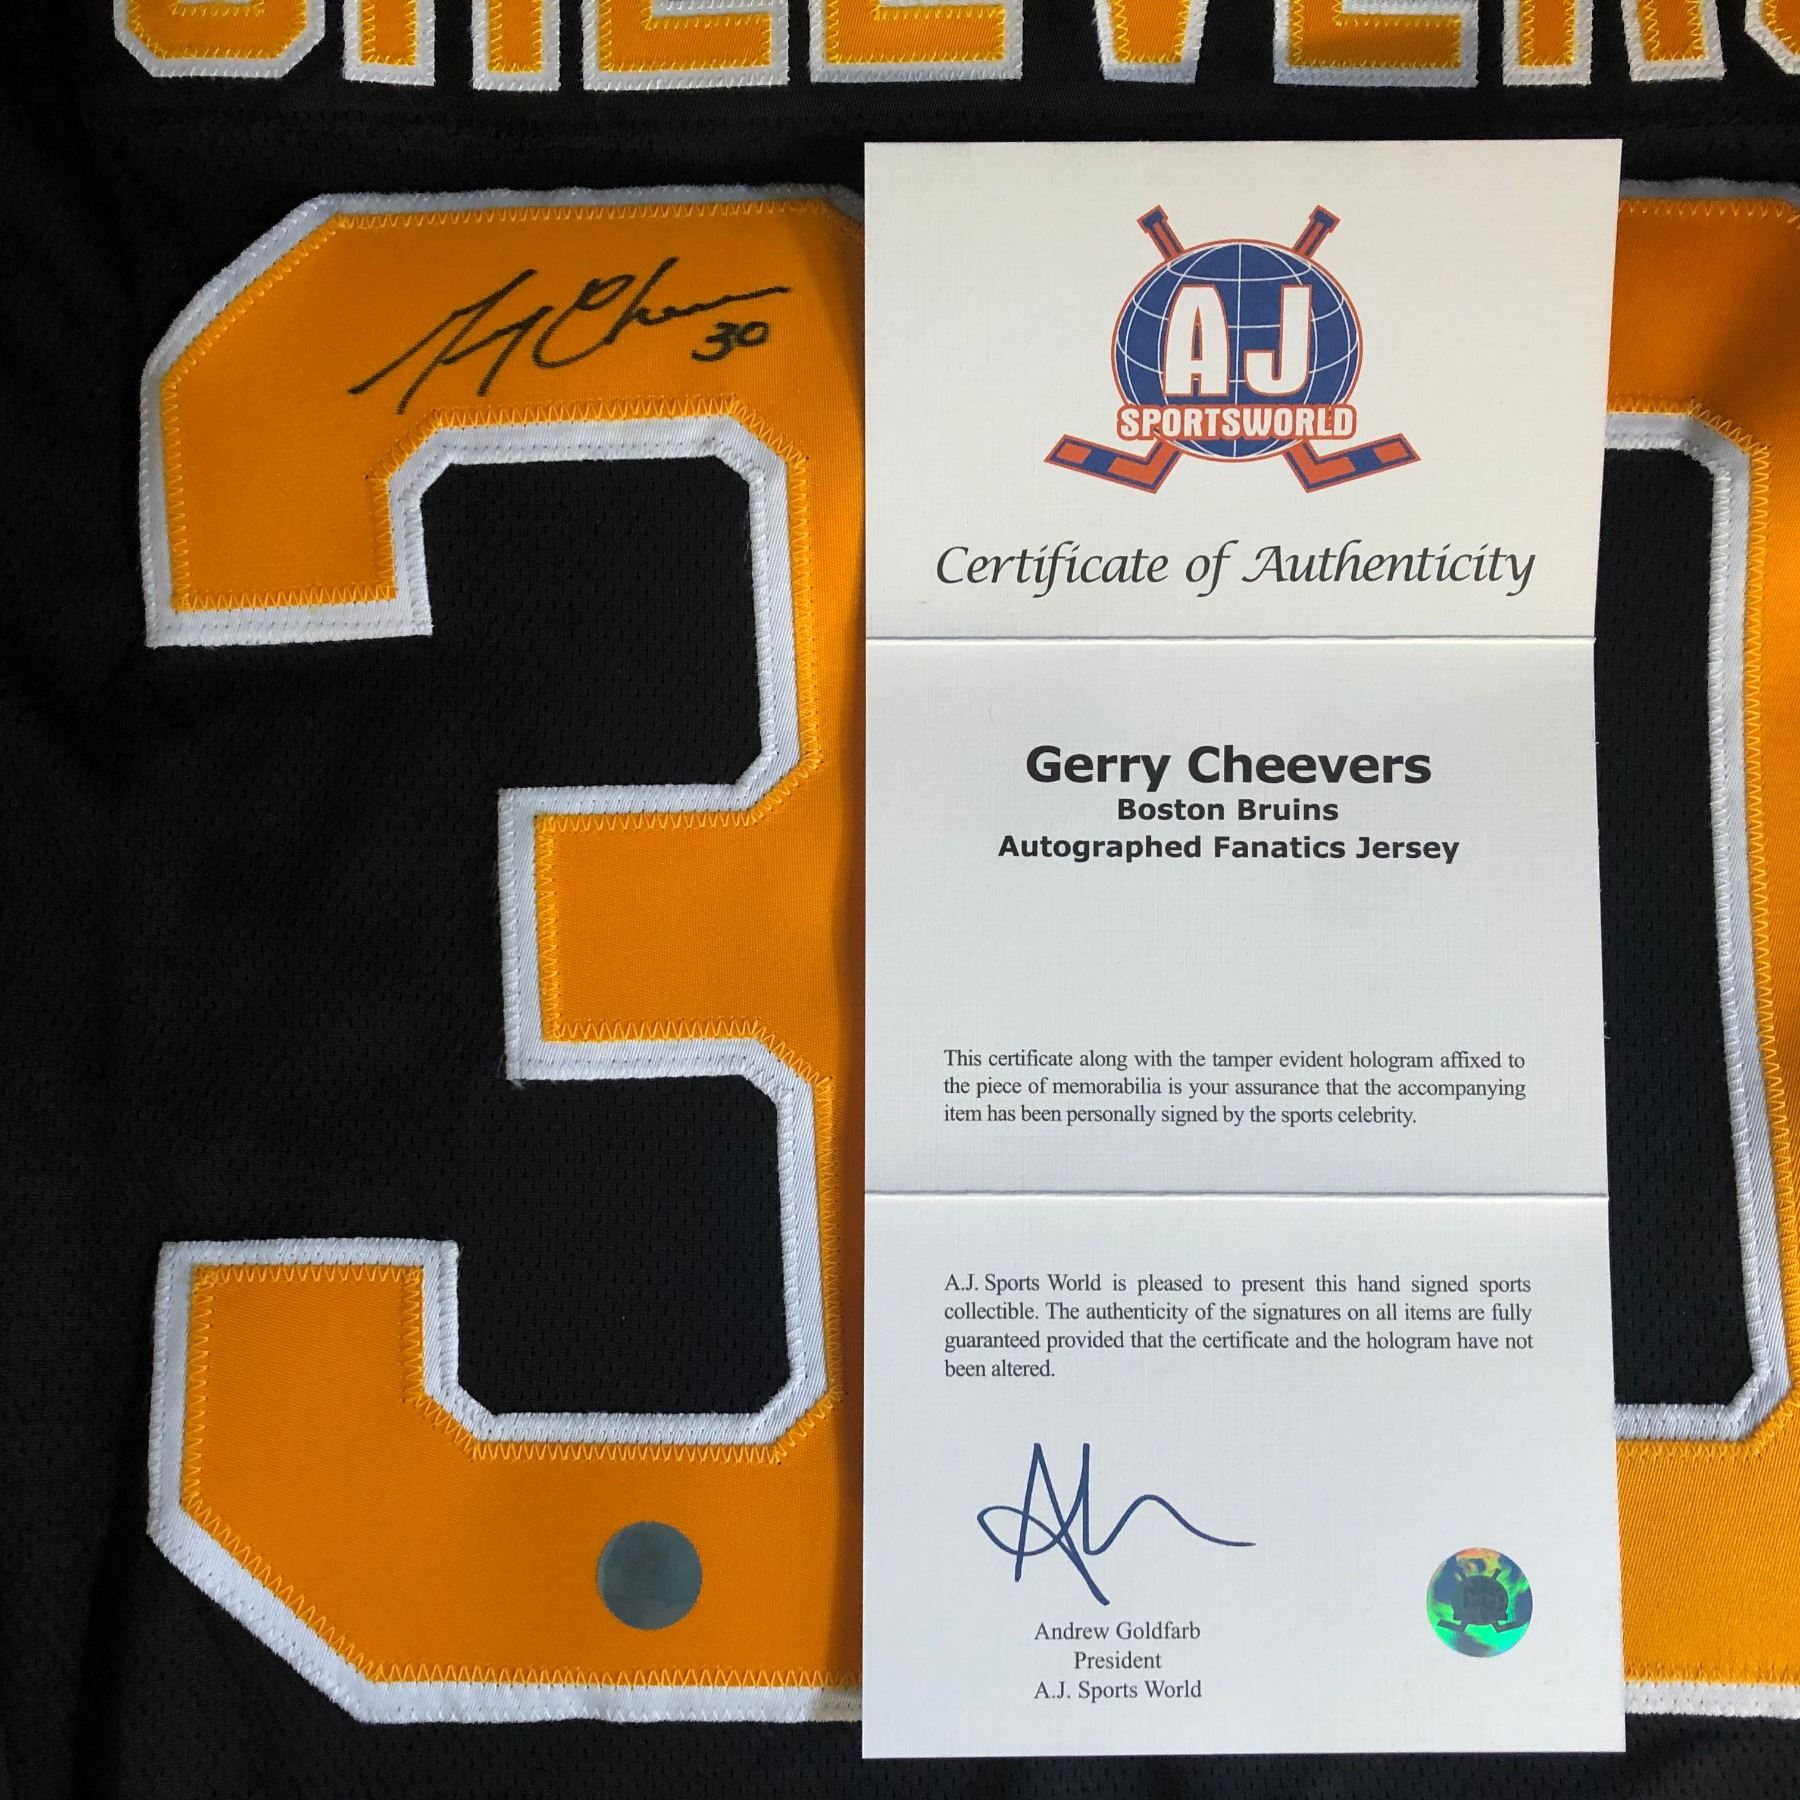 CHEEVERS
30
Gerry Cheevers 30
AJ
SPORTSWORLD
Certificate of Authenticity
Gerry Cheevers
Boston Bruins
Autographed Fanatics Jersey
This certificate along with the tamper evident hologram affixed to
the piece of memorabilia is your assurance that the accompanying
item has been personally signed by the sports celebrity.
A.J. Sports World is pleased to present this hand signed sports
collectible. The authenticity of the signatures on all items are fully
guaranteed provided that the certificate and the hologram have not
been altered.
Andrew Goldfarb
President
A.J. Sports World